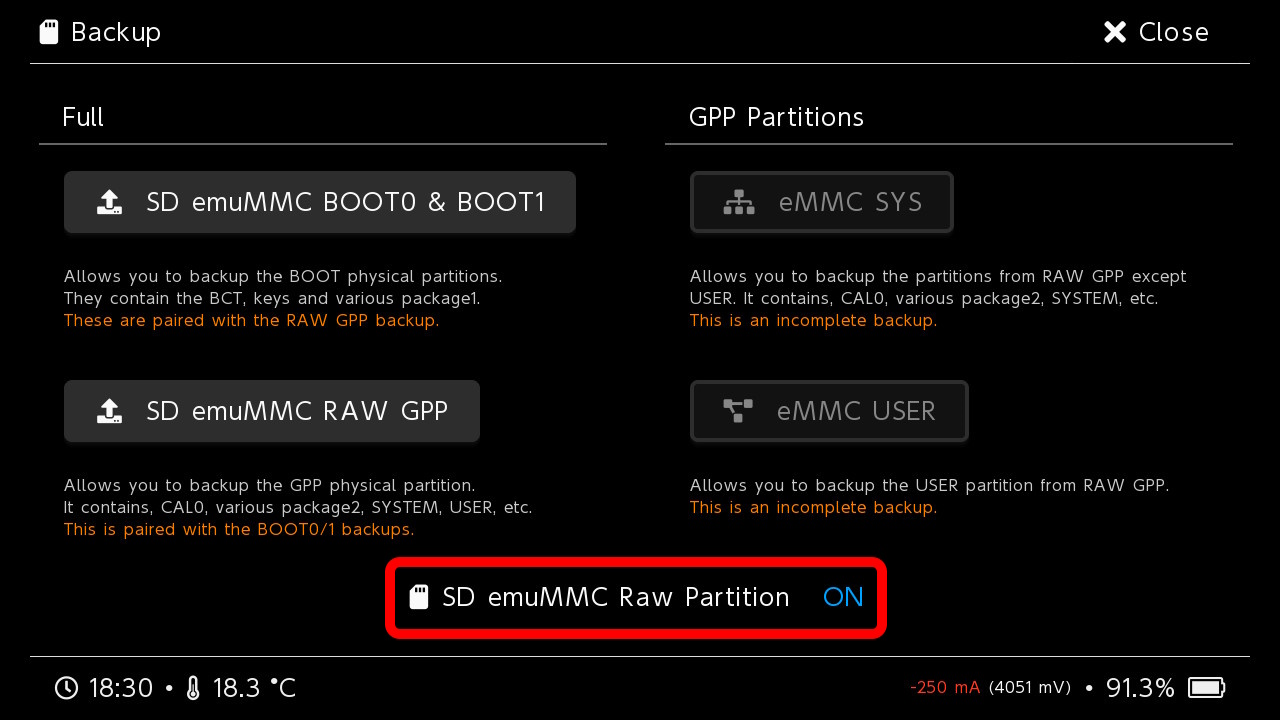 Backup
Close
Full
SD emuMMC BOOT0 & BOOT1
Allows you to backup the BOOT physical partitions.
They contain the BCT, keys and various package1.
These are paired with the RAW GPP backup.
SD emuMMC RAW GPP
Allows you to backup the GPP physical partition.
It contains, CAL0, various package2, SYSTEM, USER, etc.
This is paired with the BOOT0/1 backups.
GPP Partitions
eMMC SYS
Allows you to backup the partitions from RAW GPP except
USER. It contains, CAL0, various package2, SYSTEM, etc.
This is an incomplete backup.
eMMC USER
Allows you to backup the USER partition from RAW GPP.
This is an incomplete backup.
SD emuMMC Raw Partition ON
18:30 • 18.3 °C
-250 mA (4051 mV) • 91.3%